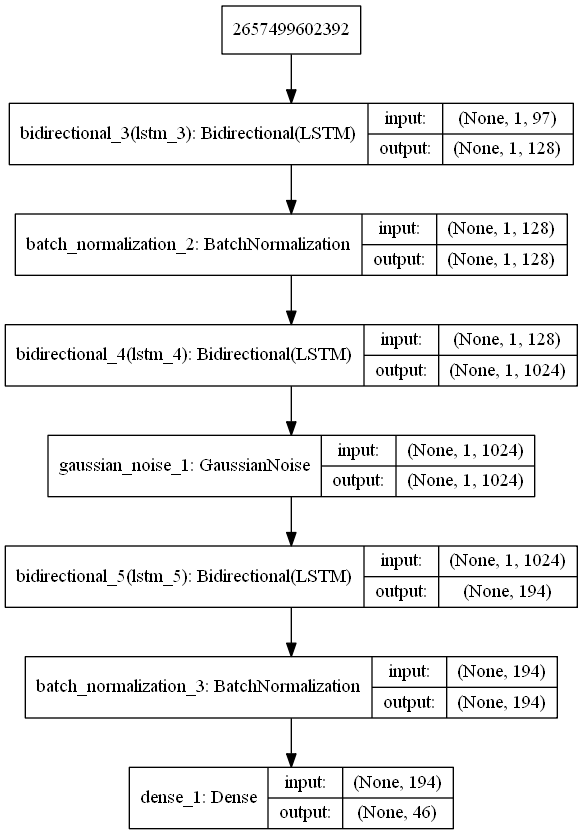 2657499602392
bidirectional_3(lstm_3): Bidirectional(LSTM)
input: (None, 1, 97)
output: (None, 1, 128)
batch_normalization_2: BatchNormalization
input: (None, 1, 128)
output: (None, 1, 128)
bidirectional_4(lstm_4): Bidirectional(LSTM)
input: (None, 1, 128)
output: (None, 1, 1024)
gaussian_noise_1: GaussianNoise
input: (None, 1, 1024)
output: (None, 1, 1024)
bidirectional_5(lstm_5): Bidirectional(LSTM)
input: (None, 1, 1024)
output: (None, 194)
batch_normalization_3: BatchNormalization
input: (None, 194)
output: (None, 194)
dense_1: Dense
input: (None, 194)
output: (None, 46)